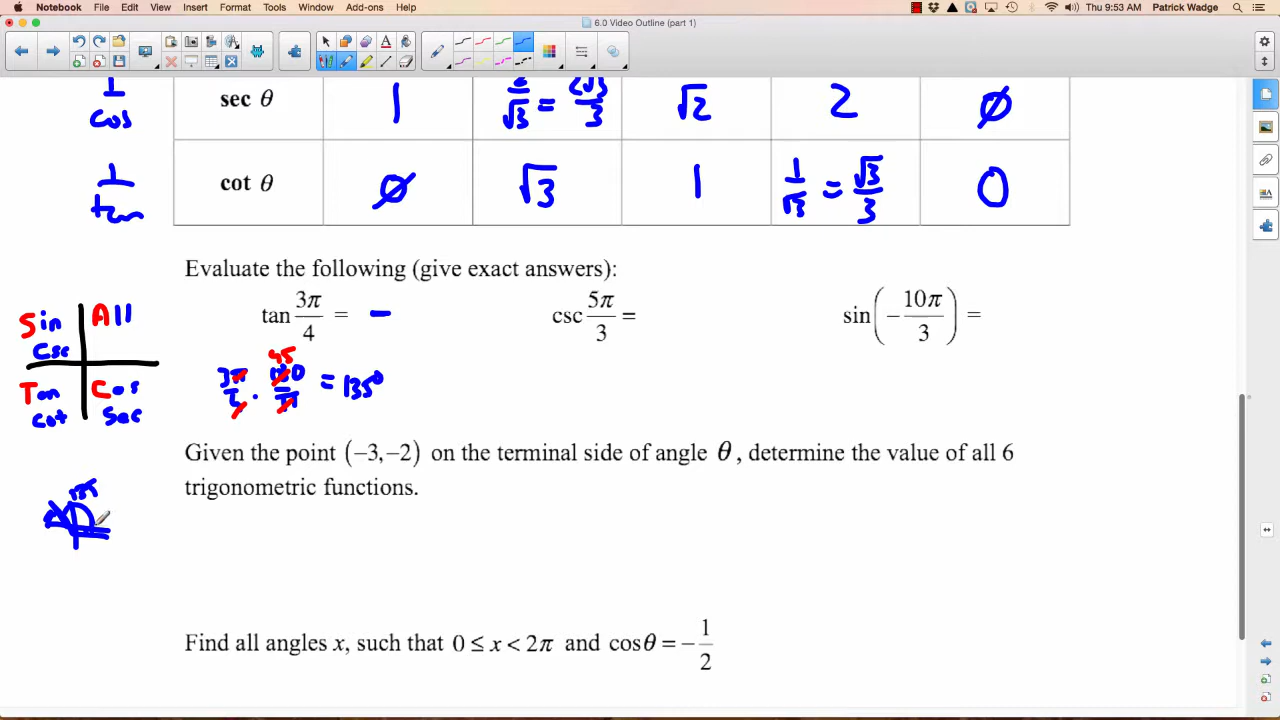 Notebook File Edit View Insert Format Tools Window Add-ons Help Thu 9:53 AM Patrick Wadge
6.0 Video Outline (part 1)
1/cos sec θ 1 2/√3 = 2√3/3 √2 2 ∅
1/tan cot θ ∅ √3 1 1/√3 = √3/3 0
Evaluate the following (give exact answers):
tan 3π/4 = − csc 5π/3 = sin(−10π/3) =
Sin All
Csc
Tan Cos
cot Sec
45
3π/4 · 180/π = 135°
Given the point (−3,−2) on the terminal side of angle θ, determine the value of all 6
trigonometric functions.
135
Find all angles x, such that 0 ≤ x < 2π and cosθ = −1/2